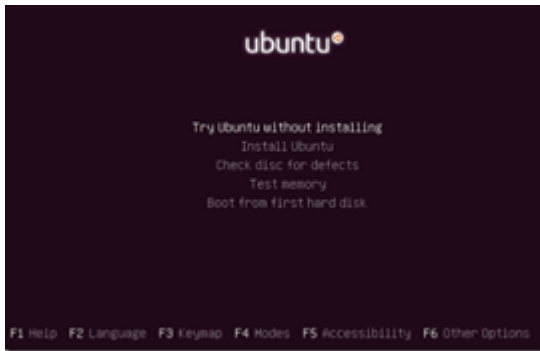 ubuntu
Try Ubuntu without installing
Install Ubuntu
Check disc for defects
Test memory
Boot from first hard disk
F1 Help F2 Language F3 Keymap F4 Modes F5 Accessibility F6 Other Options